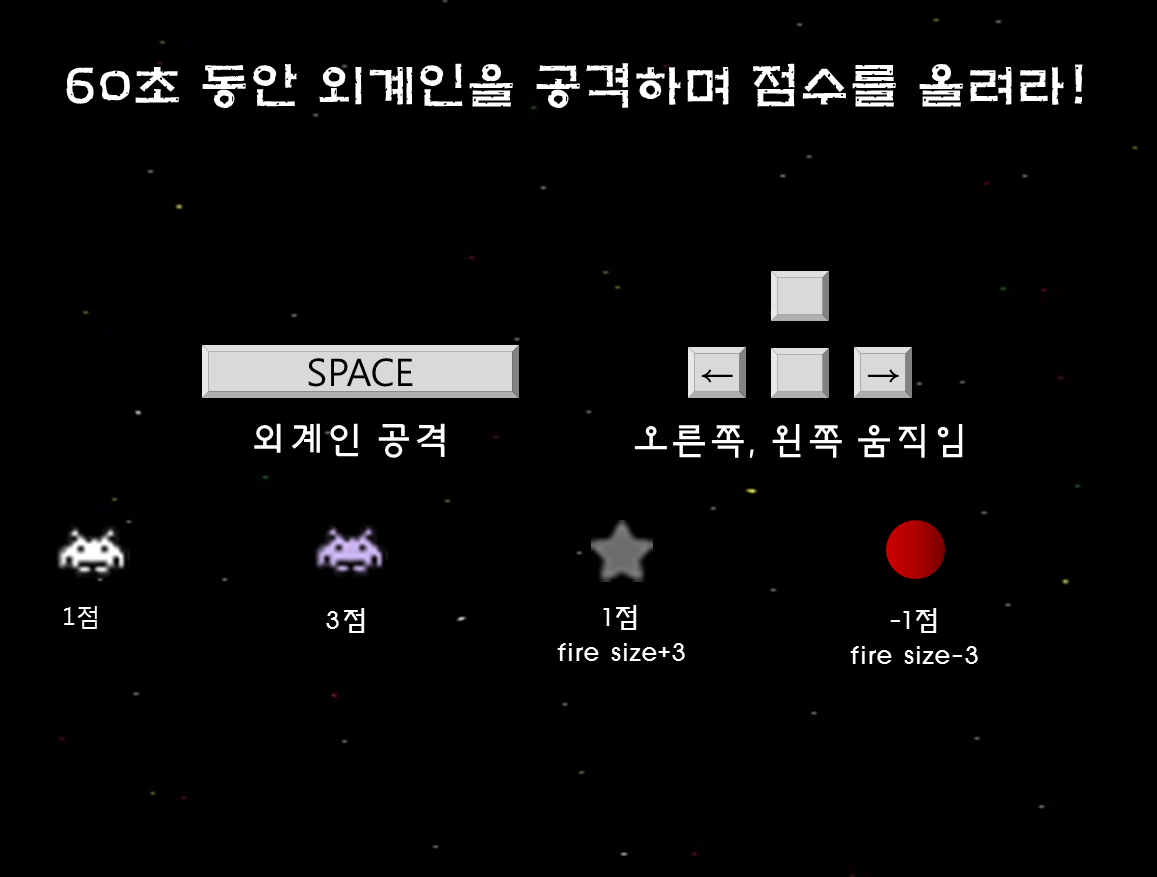 60초 동안 외계인을 공격하며 점수를 올려라!
SPACE
← →
외계인 공격
오른쪽, 왼쪽 움직임
1점
3점
1점
fire size+3
-1점
fire size-3